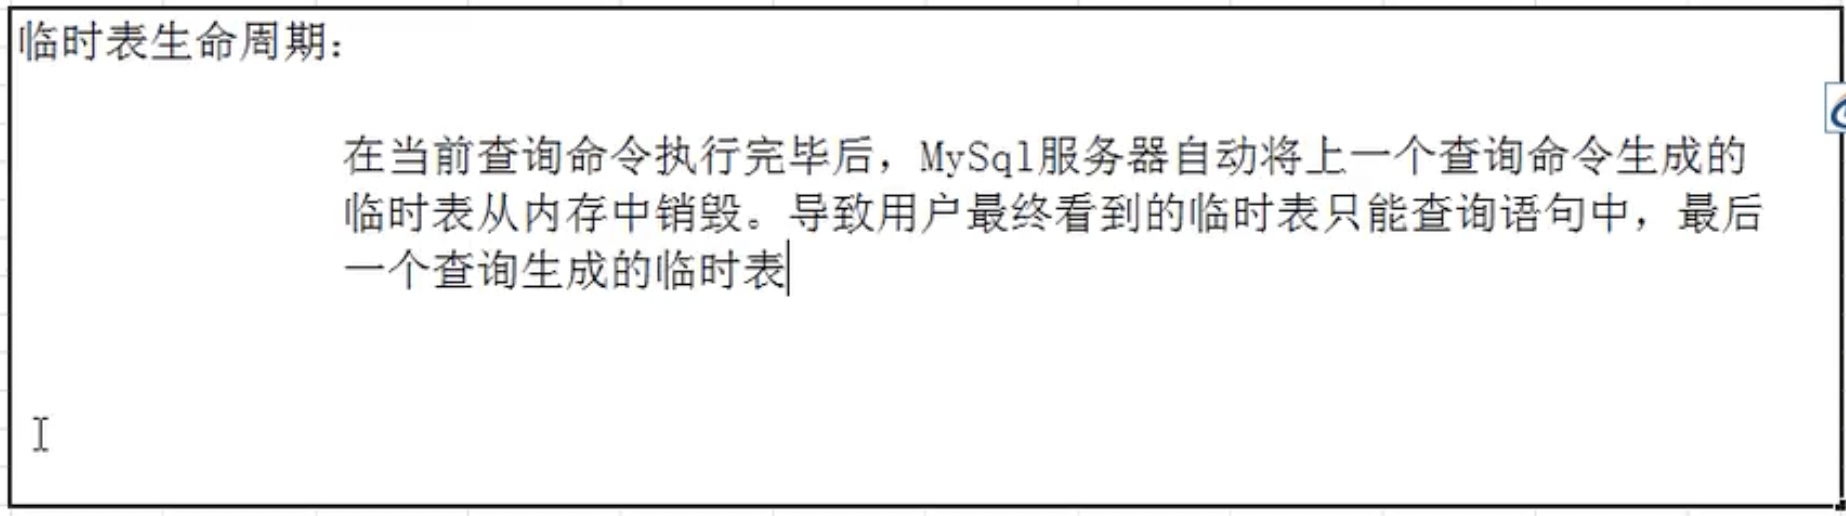 临时表生命周期：
在当前查询命令执行完毕后，MySql服务器自动将上一个查询命令生成的
临时表从内存中销毁。导致用户最终看到的临时表只能查询语句中，最后
一个查询生成的临时表